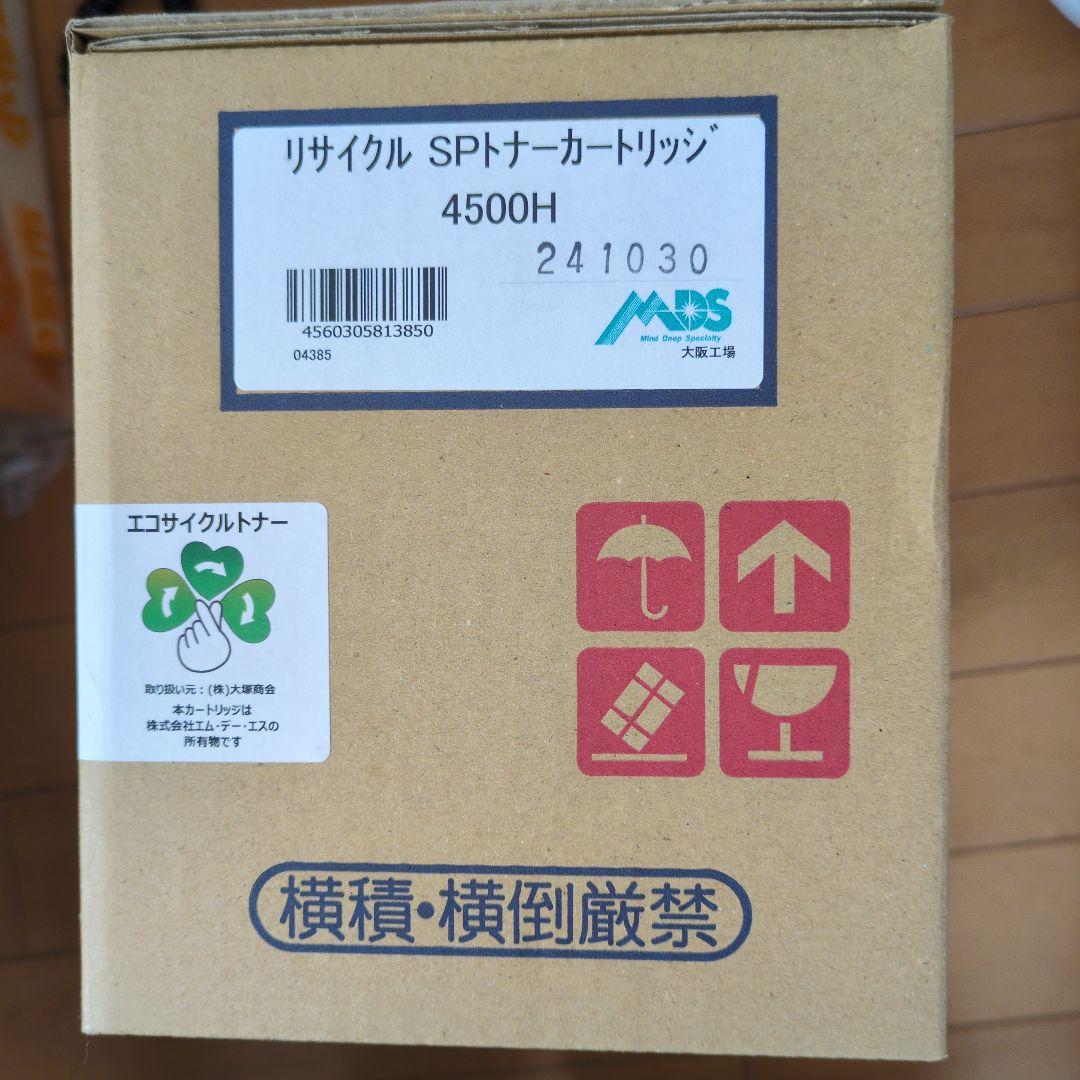 リサイクル SPトナーカートリッジ
4500H
241030
4560305813850
04385
MDS
Mind Deep Specialty
大阪工場
エコサイクルトナー
取り扱い元：(株)大塚商会
本カートリッジは
株式会社エム・デー・エスの
所有物です
横積・横倒厳禁